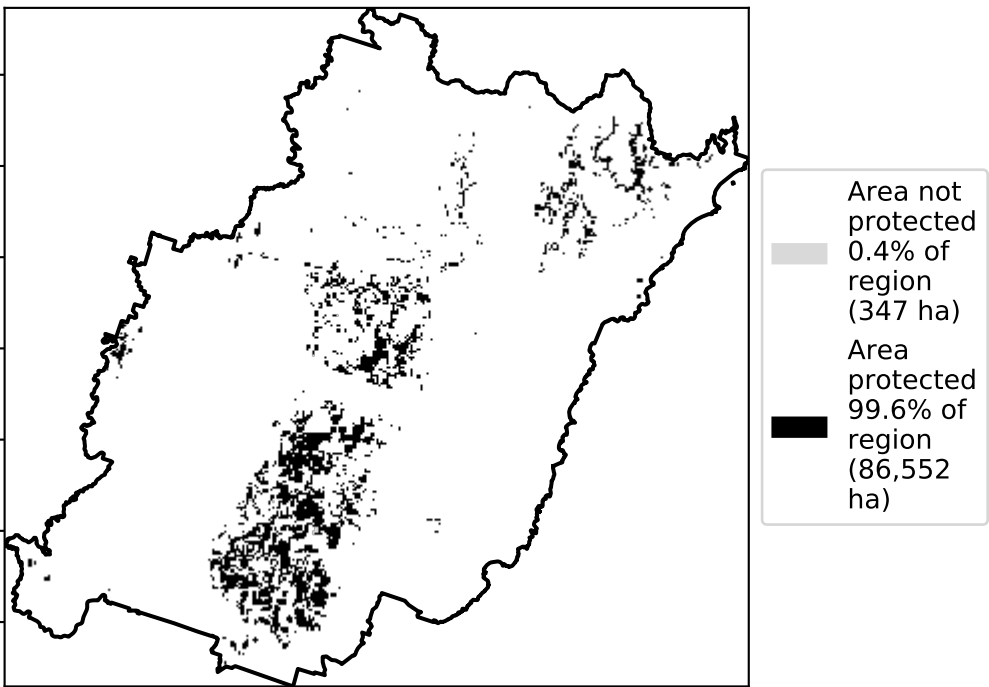 Area not
protected
0.4% of
region
(347 ha)
Area
protected
99.6% of
region
(86,552
ha)